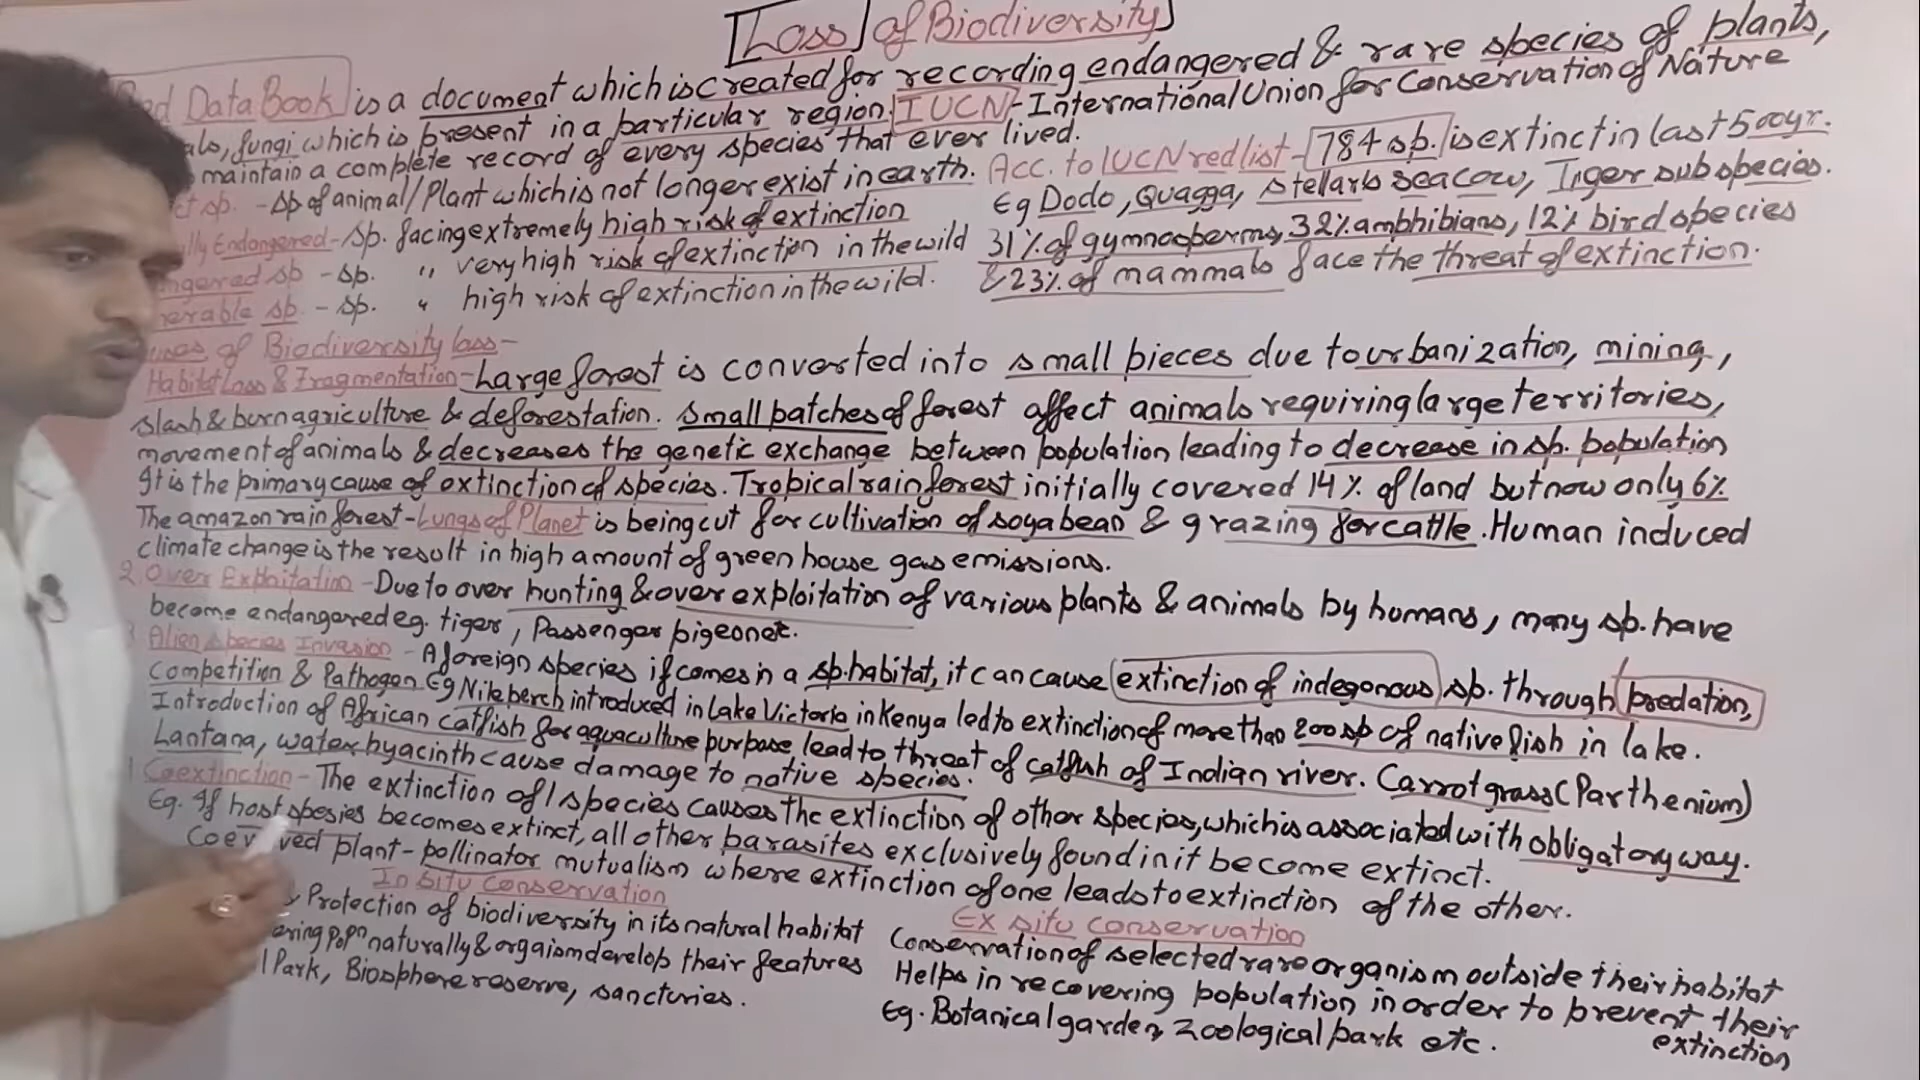 Loss of Biodiversity
Red Data Book is a document which is created for recording endangered & rare species of plants,
als, fungi which is present in a particular region. IUCN - International Union for Conservation of Nature
maintain a complete record of every species that ever lived.
ct sp. - sp of animal/Plant which is not longer exist in earth.
lly Endangered - sp. facing extremely high risk of extinction
ngered sb - sp. " very high risk of extinction in the wild
nerable sb - sp. " high risk of extinction in the wild.
Acc. to IUCN red list - 784 sp. is extinct in last 500yr.
Eg Dodo, Quagga, Stellar's sea cow, Tiger sub species.
31% of gymnosperms, 32% amphibians, 12% bird species
& 23% of mammals face the threat of extinction.
uses of Biodiversity loss -
Habitat Loss & Fragmentation - Large forest is converted into small pieces due to urbanization, mining,
slash & burn agriculture & deforestation. Small patches of forest affect animals requiring large territories,
movement of animals & decreases the genetic exchange between population leading to decrease in sp. population
It is the primary cause of extinction of species. Tropical rain forest initially covered 14% of land but now only 6%
The amazon rain forest - Lungs of Planet is being cut for cultivation of soyabean & grazing for cattle. Human induced
climate change is the result in high amount of green house gas emissions.
2. Over Exploitation - Due to over hunting & over exploitation of various plants & animals by humans, many sp. have
become endangered eg. tiger, Passenger pigeon etc.
3. Alien species Invasion - A foreign species if comes in a sp. habitat, it can cause extinction of indegonous sp. through predation,
Competition & Pathogen Eg Nile perch introduced in Lake Victoria in Kenya led to extinction of more than 200 sp of native fish in lake.
Introduction of African catfish for aquaculture purpose lead to threat of catfish of Indian river. Carrot grass (Parthenium)
Lantana, water hyacinth cause damage to native species.
Coextinction - The extinction of 1 species causes the extinction of other species, which is associated with obligatory way.
Eg. If host spesies becomes extinct, all other parasites exclusively found in it become extinct.
Coev ved plant - pollinator mutualism where extinction of one leads to extinction of the other.
In situ conservation
Protection of biodiversity in its natural habitat
ering popⁿ naturally & orgaism develop their features
l Park, Biosphere reserve, sancturies.
Ex situ conservation
Conservation of selected rare organism outside their habitat
Helps in recovering population in order to prevent their
extinction
Eg. Botanical garden, Zoological park etc.